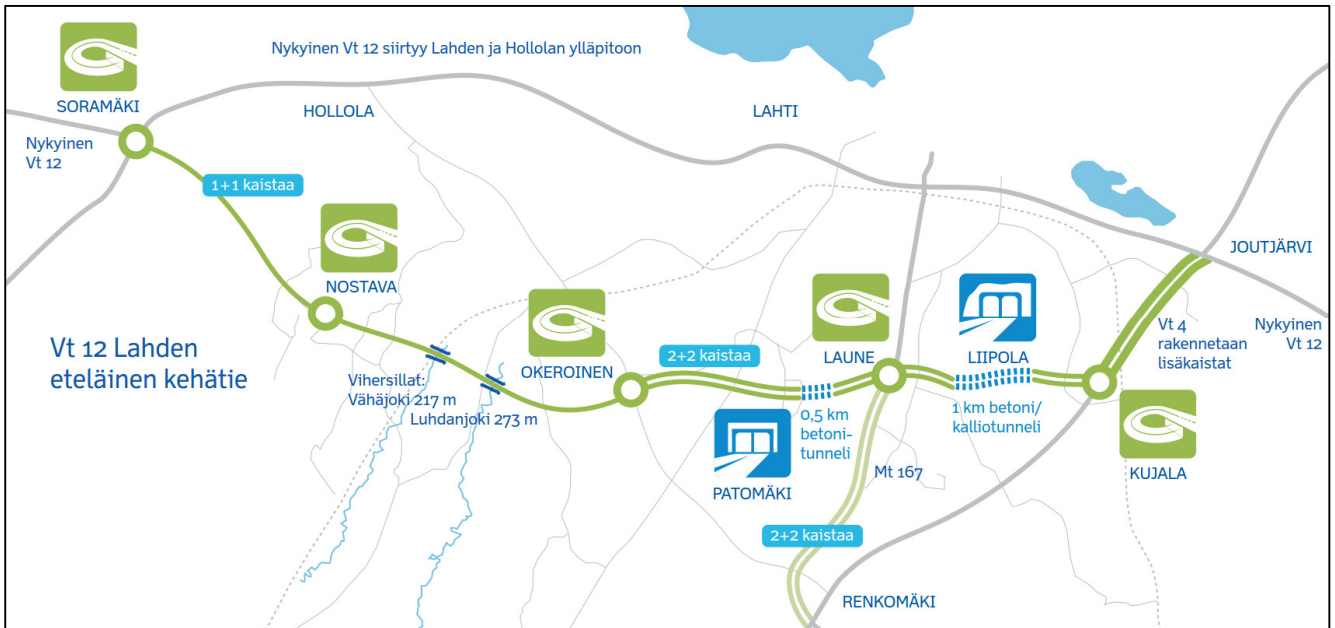 Nykyinen Vt 12 siirtyy Lahden ja Hollolan ylläpitoon
SORAMÄKI
HOLLOLA
LAHTI
Nykyinen
Vt 12
1+1 kaistaa
NOSTAVA
JOUTJÄRVI
Vt 12 Lahden
eteläinen kehätie
Vihersillat:
Vähäjoki 217 m
Luhdanjoki 273 m
OKEROINEN
2+2 kaistaa
LAUNE
LIIPOLA
Vt 4
rakennetaan
lisäkaistat
Nykyinen
Vt 12
0,5 km
betoni-
tunneli
1 km betoni/
kalliotunneli
PATOMÄKI
Mt 167
KUJALA
2+2 kaistaa
RENKOMÄKI